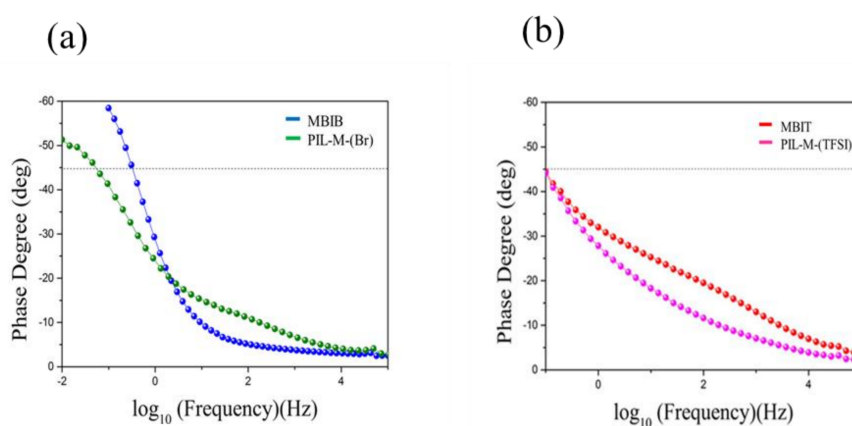 (a)
(b)
-60
-50
-40
-30
-20
-10
0
-2
0
2
4
Phase Degree (deg)
log10 (Frequency)(Hz)
MBIB
PIL-M-(Br)
-60
-50
-40
-30
-20
-10
0
0
2
4
Phase Degree (deg)
log10 (Frequency)(Hz)
MBIT
PIL-M-(TFSI)